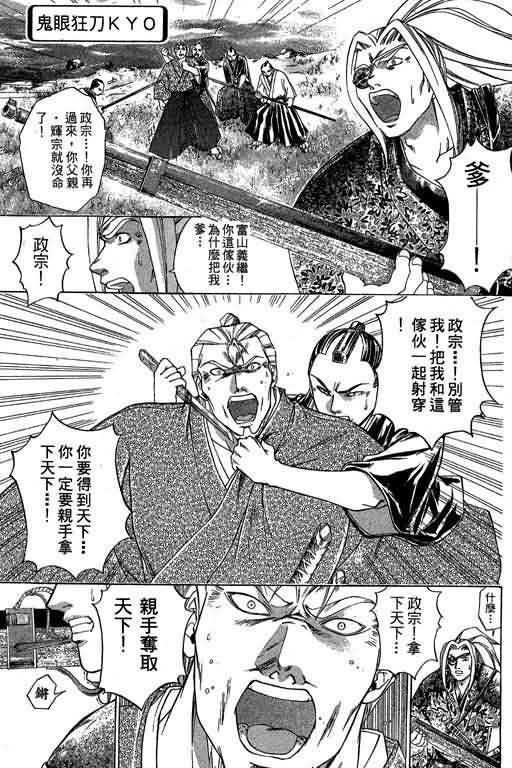 鬼眼狂刀KYO
爹——！
政宗…！你再
過來，你父親
．輝宗就沒命
了！
富山義繼！
你這傢伙…
為什麼把我
爹…
政宗！
政宗…！別管
我！把我和這
傢伙一起射穿
！
你要得到天下…
你一定要親手拿
下天下…！
什麼…
政宗！拿
下天下…
親手奪取
天下！
鏘